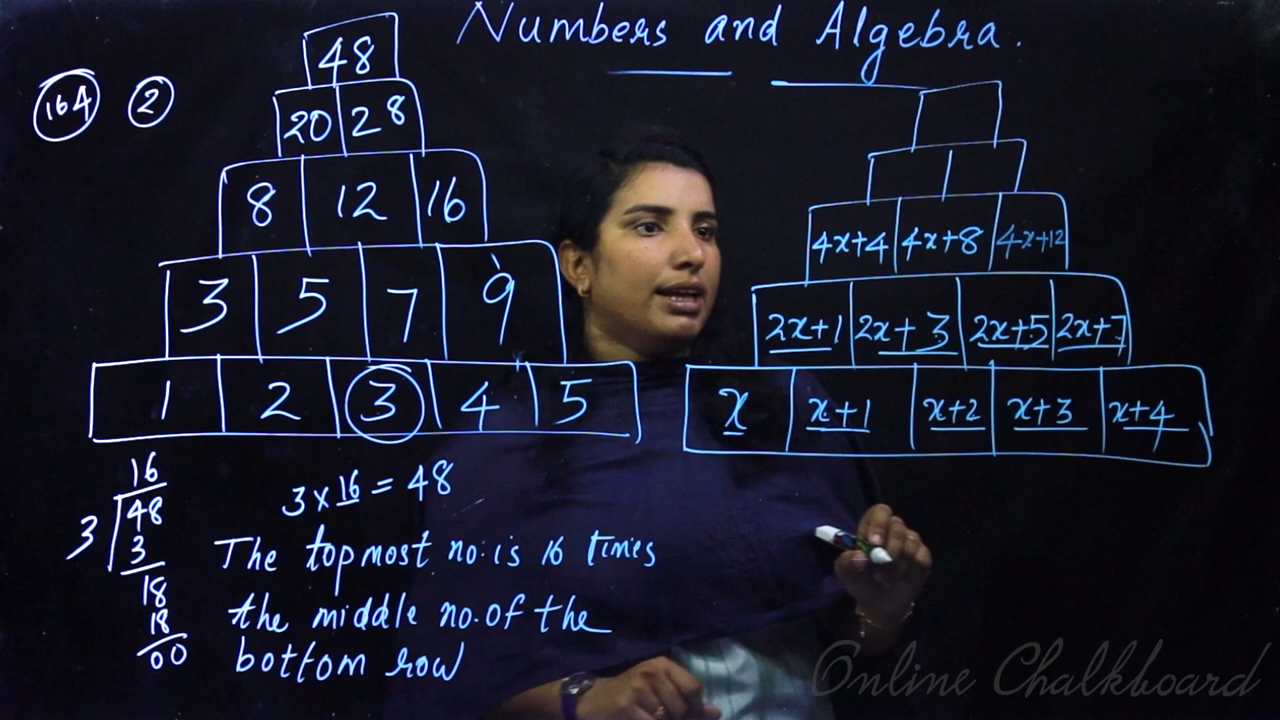 Numbers and Algebra.
164 2
48
20 28
8 12 16
3 5 7 9
1 2 3 4 5
4x+4 4x+8 4x+12
2x+1 2x+3 2x+5 2x+7
x x+1 x+2 x+3 x+4
16
3 48
3
18
18
00
3 x 16 = 48
The topmost no: is 16 times
the middle no. of the
bottom row
Online Chalkboard